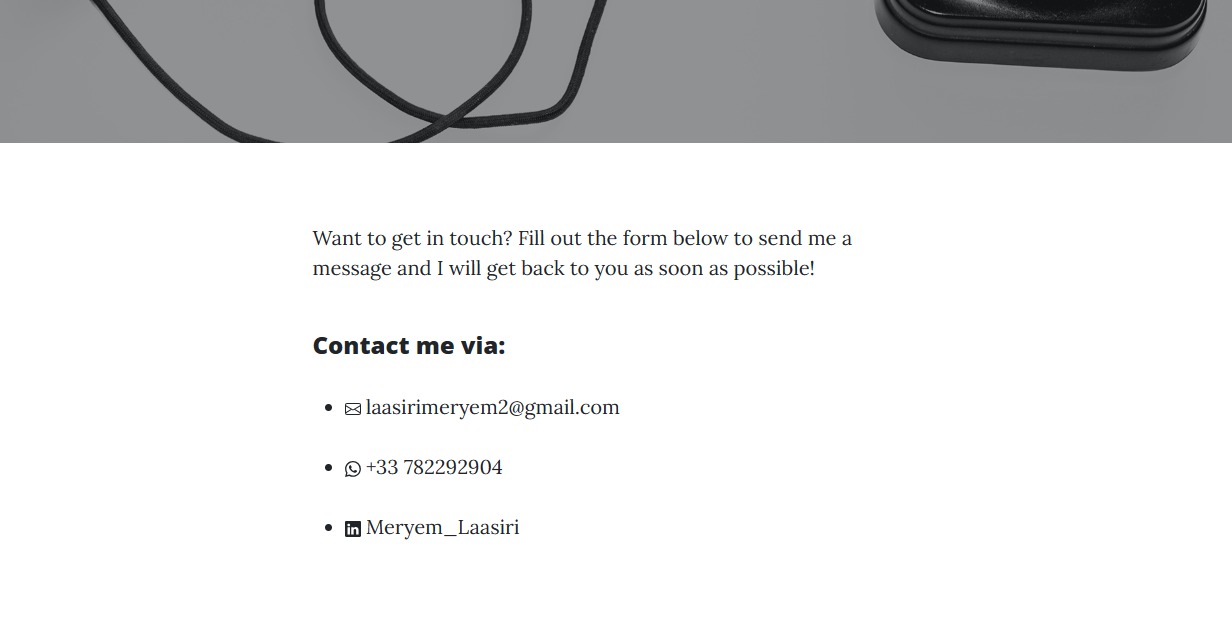 Want to get in touch? Fill out the form below to send me a
message and I will get back to you as soon as possible!
Contact me via:
laasirimeryem2@gmail.com
+33 782292904
in Meryem_Laasiri